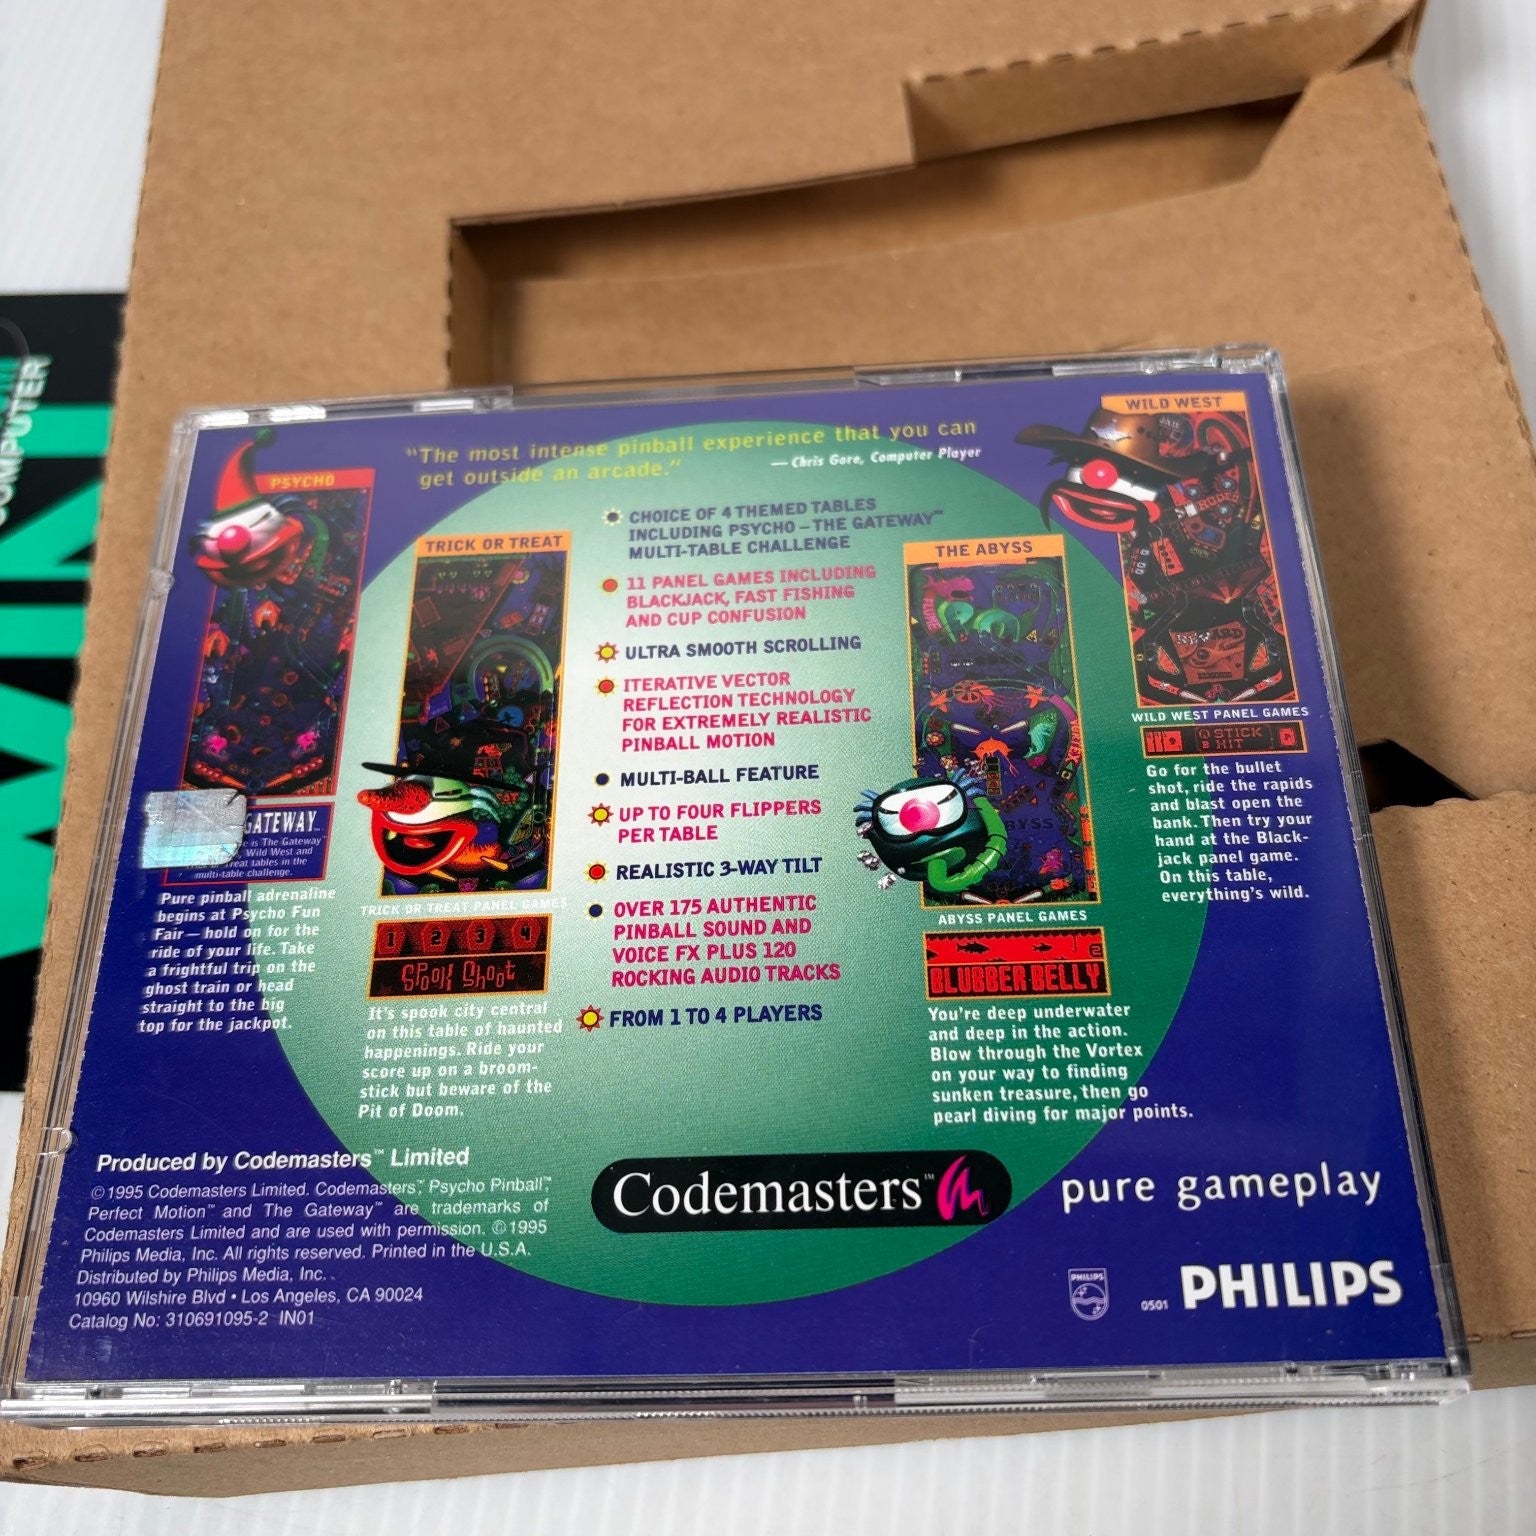 COMPUTER
"The most intense pinball experience that you can
get outside an arcade."
— Chris Gore, Computer Player
PSYCHO
GATEWAY™
is The Gateway
Wild West and
Treat tables in the
multi-table challenge.
Pure pinball adrenaline
begins at Psycho Fun
Fair — hold on for the
ride of your life. Take
a frightful trip on the
ghost train or head
straight to the big
top for the jackpot.
TRICK OR TREAT
TRICK OR TREAT PANEL GAMES
1 2 3 4
Spook Shoot
It's spook city central
on this table of haunted
happenings. Ride your
score up on a broom-
stick but beware of the
Pit of Doom.
CHOICE OF 4 THEMED TABLES
INCLUDING PSYCHO – THE GATEWAY™
MULTI-TABLE CHALLENGE
11 PANEL GAMES INCLUDING
BLACKJACK, FAST FISHING
AND CUP CONFUSION
ULTRA SMOOTH SCROLLING
ITERATIVE VECTOR
REFLECTION TECHNOLOGY
FOR EXTREMELY REALISTIC
PINBALL MOTION
MULTI-BALL FEATURE
UP TO FOUR FLIPPERS
PER TABLE
REALISTIC 3-WAY TILT
OVER 175 AUTHENTIC
PINBALL SOUND AND
VOICE FX PLUS 120
ROCKING AUDIO TRACKS
FROM 1 TO 4 PLAYERS
THE ABYSS
VORTEX
ABYSS
ABYSS PANEL GAMES
BLUBBER BELLY
You're deep underwater
and deep in the action.
Blow through the Vortex
on your way to finding
sunken treasure, then go
pearl diving for major points.
WILD WEST
WILD WEST PANEL GAMES
A STICK
B HIT
Go for the bullet
shot, ride the rapids
and blast open the
bank. Then try your
hand at the Black-
jack panel game.
On this table,
everything's wild.
Produced by Codemasters™ Limited
©1995 Codemasters Limited. Codemasters™, Psycho Pinball™
Perfect Motion™ and The Gateway™ are trademarks of
Codemasters Limited and are used with permission. ©1995
Philips Media, Inc. All rights reserved. Printed in the U.S.A.
Distributed by Philips Media, Inc.
10960 Wilshire Blvd • Los Angeles, CA 90024
Catalog No: 310691095-2 IN01
Codemasters™
pure gameplay
PHILIPS
0501
PHILIPS